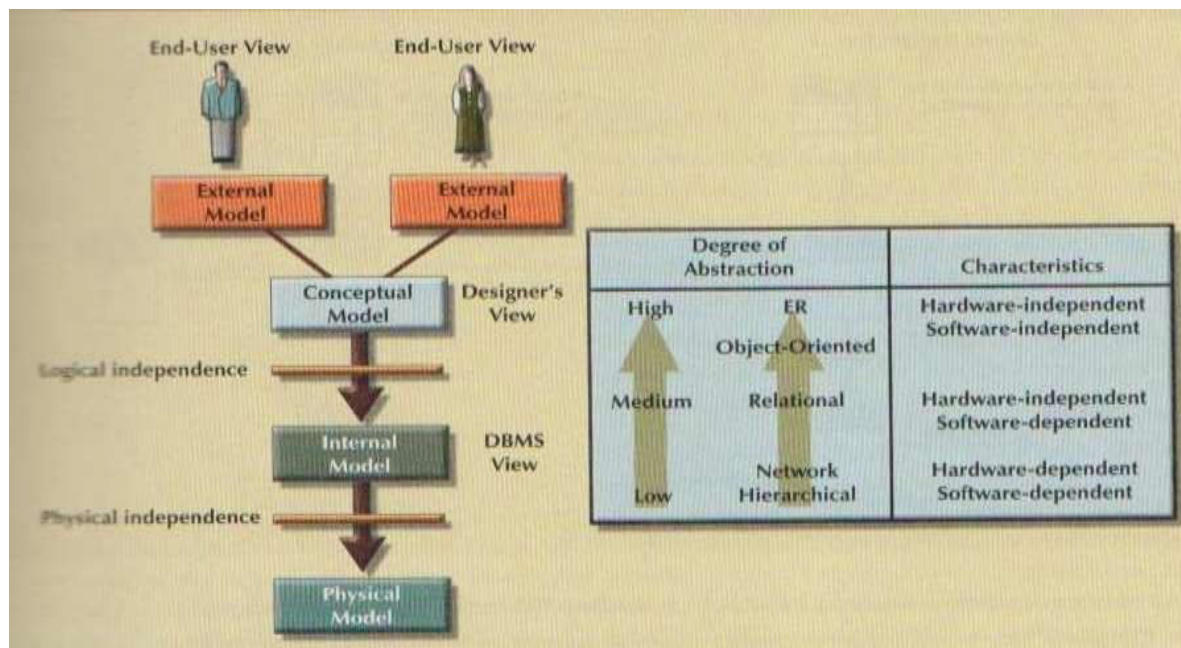 End-User View
End-User View
External
Model
External
Model
Conceptual
Model
Designer's
View
Logical independence
Internal
Model
DBMS
View
Physical independence
Physical
Model
Degree of
Abstraction
Characteristics
High
ER
Hardware-independent
Software-independent
Object-Oriented
Medium
Relational
Hardware-independent
Software-dependent
Network
Hardware-dependent
Low
Hierarchical
Software-dependent